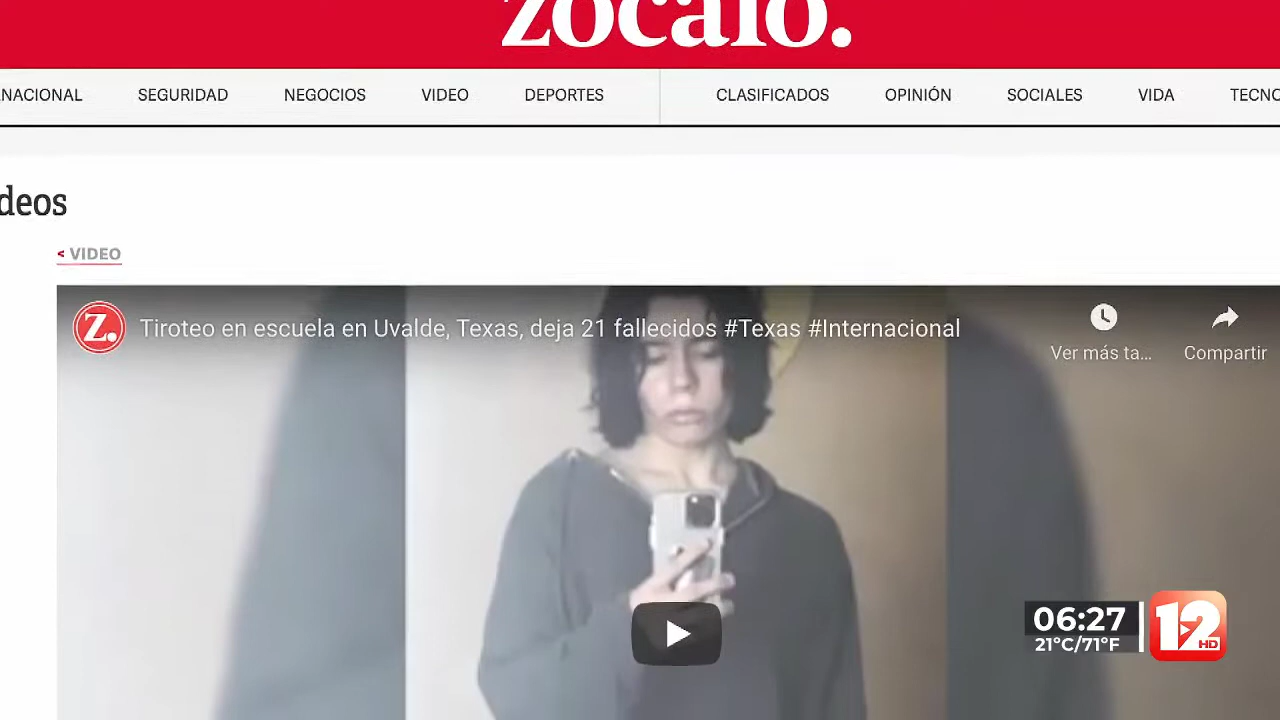 zócalo.
NACIONAL SEGURIDAD NEGOCIOS VIDEO DEPORTES CLASIFICADOS OPINIÓN SOCIALES VIDA TECNO
deos
< VIDEO
Z. Tiroteo en escuela en Uvalde, Texas, deja 21 fallecidos #Texas #Internacional
Ver más ta... Compartir
06:27
21°C/71°F
12
HD